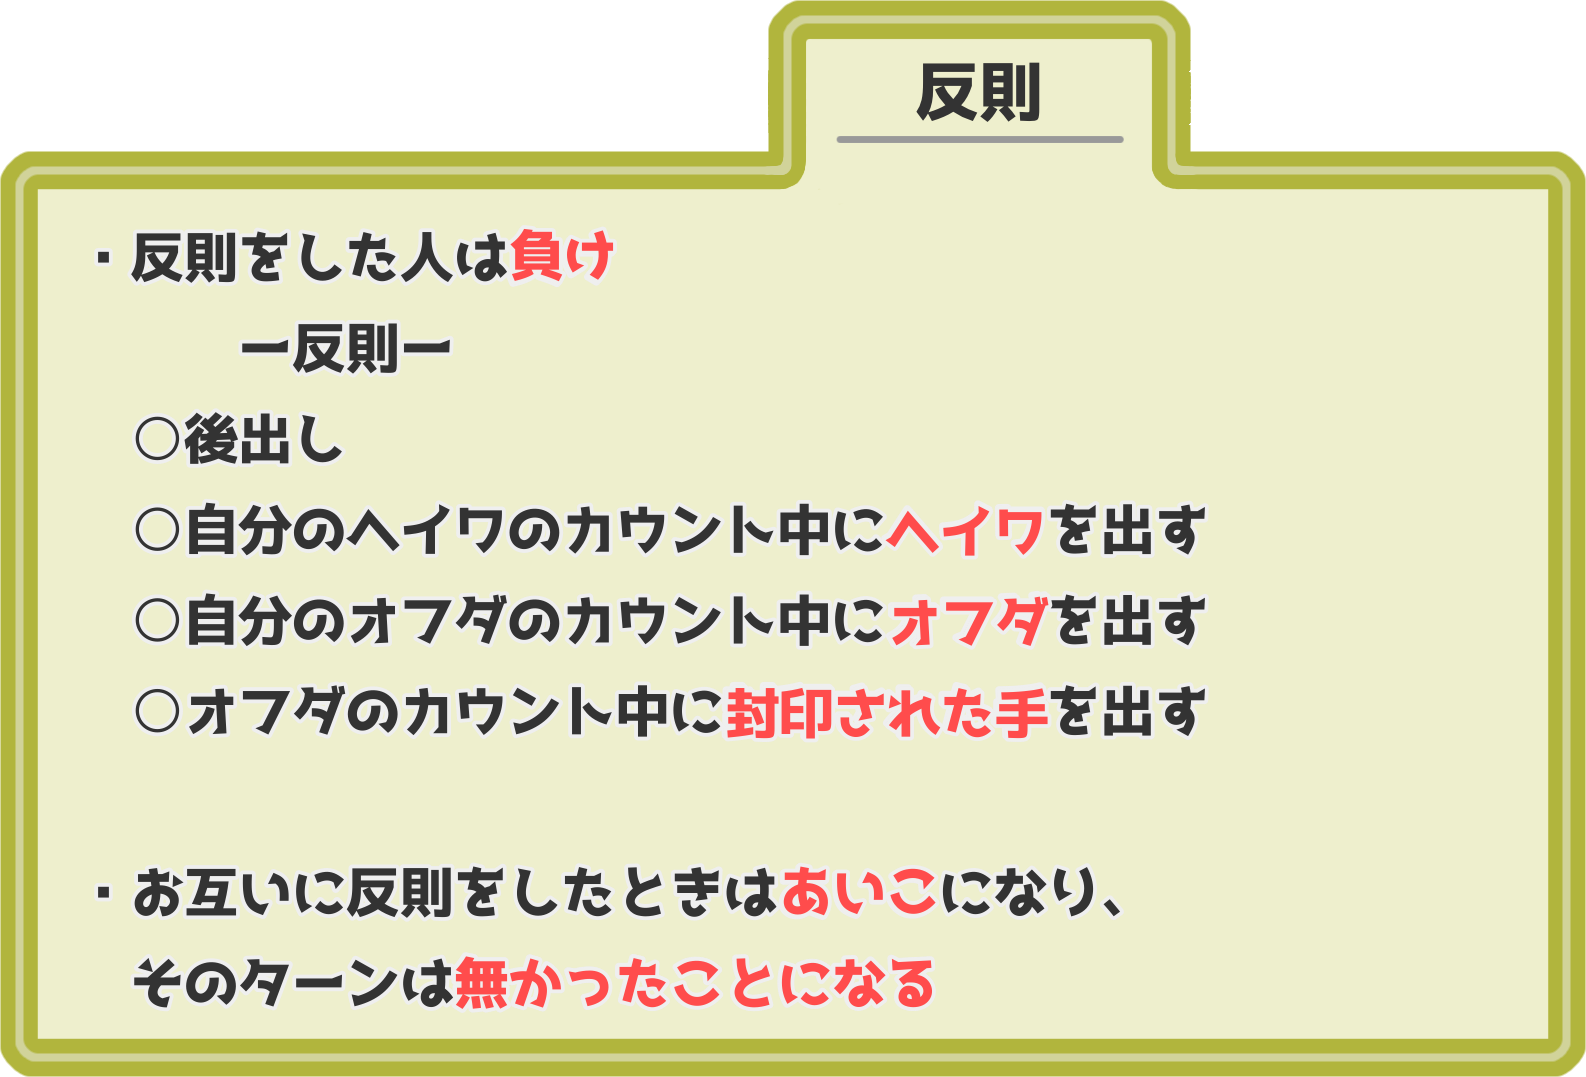 反則
・反則をした人は負け
ー反則ー
○後出し
○自分のヘイワのカウント中にヘイワを出す
○自分のオフダのカウント中にオフダを出す
○オフダのカウント中に封印された手を出す
・お互いに反則をしたときはあいこになり、
そのターンは無かったことになる